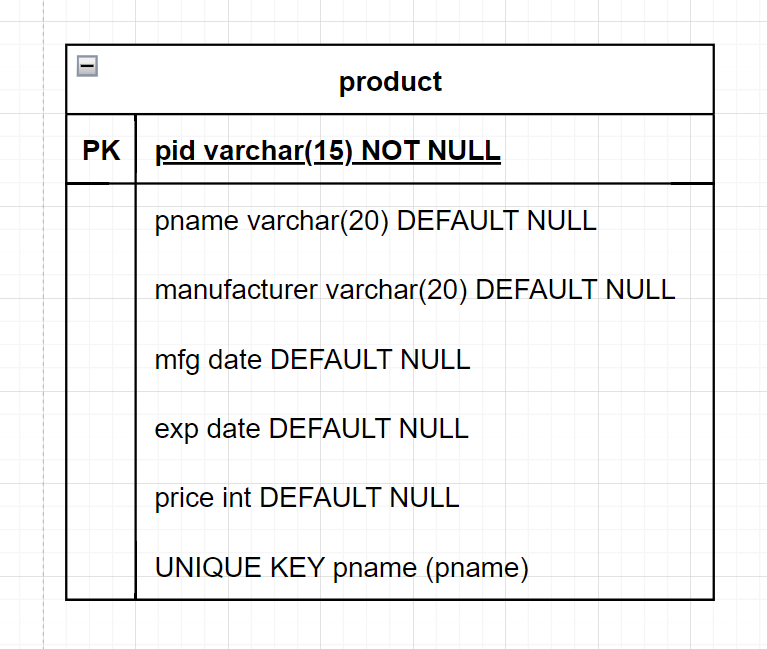 product
PK pid varchar(15) NOT NULL
pname varchar(20) DEFAULT NULL
manufacturer varchar(20) DEFAULT NULL
mfg date DEFAULT NULL
exp date DEFAULT NULL
price int DEFAULT NULL
UNIQUE KEY pname (pname)